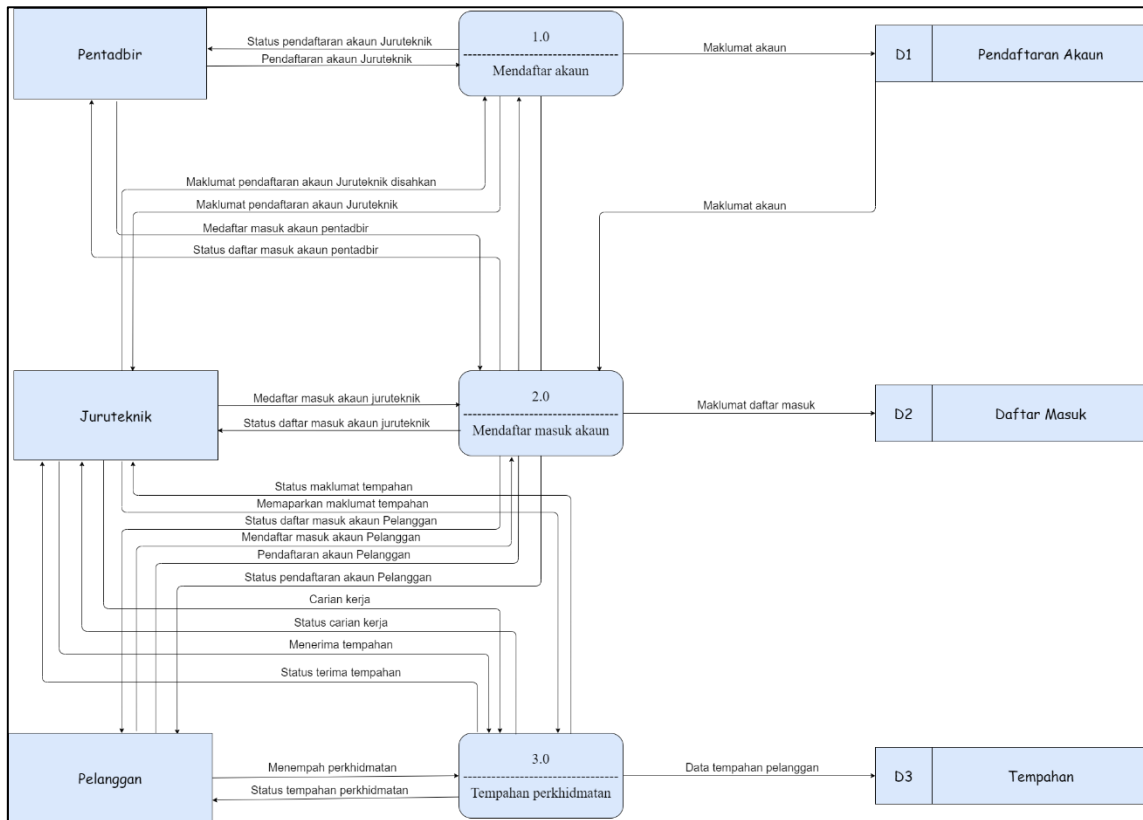 Pentadbir
Status pendaftaran akaun Juruteknik
Pendaftaran akaun Juruteknik
1.0
Mendaftar akaun
Maklumat akaun
D1
Pendaftaran Akaun
Maklumat pendaftaran akaun Juruteknik disahkan
Maklumat pendaftaran akaun Juruteknik
Maklumat akaun
Medaftar masuk akaun pentadbir
Status daftar masuk akaun pentadbir
Juruteknik
Medaftar masuk akaun juruteknik
Status daftar masuk akaun juruteknik
2.0
Mendaftar masuk akaun
Maklumat daftar masuk
D2
Daftar Masuk
Status maklumat tempahan
Memaparkan maklumat tempahan
Status daftar masuk akaun Pelanggan
Mendaftar masuk akaun Pelanggan
Pendaftaran akaun Pelanggan
Status pendaftaran akaun Pelanggan
Carian kerja
Status carian kerja
Menerima tempahan
Status terima tempahan
Pelanggan
Menempah perkhidmatan
Status tempahan perkhidmatan
3.0
Tempahan perkhidmatan
Data tempahan pelanggan
D3
Tempahan